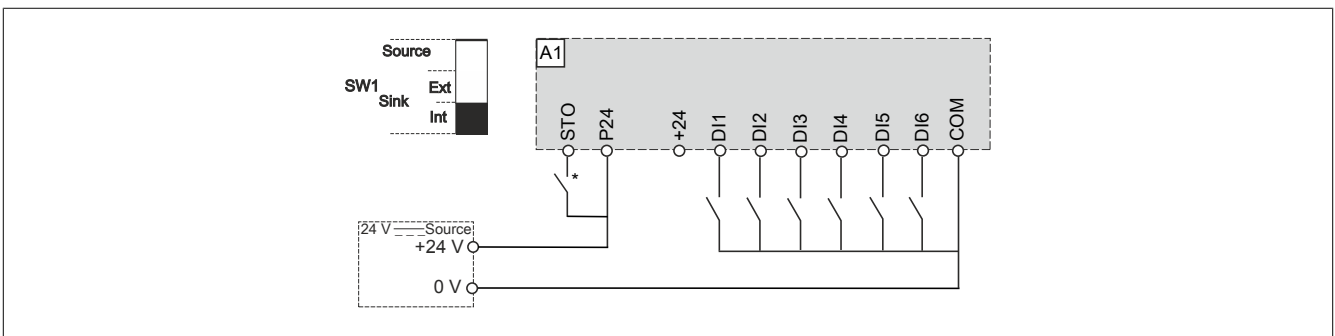 Source
SW1
Sink
Ext
Int
A1
STO
P24
+24
DI1
DI2
DI3
DI4
DI5
DI6
COM
*
24 V Source
+24 V
0 V